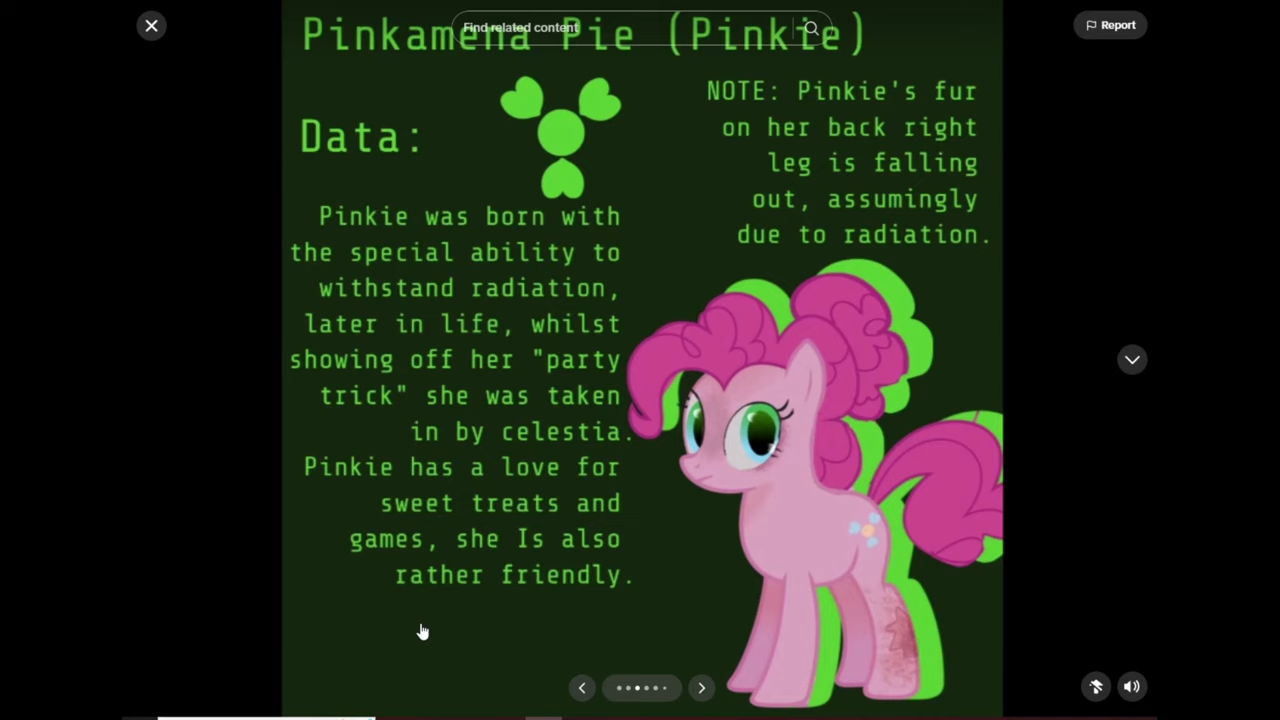 Pinkamena Pie (Pinkie)
Find related content
Report
Data:
NOTE: Pinkie's fur
on her back right
leg is falling
out, assumingly
due to radiation.
Pinkie was born with
the special ability to
withstand radiation,
later in life, whilst
showing off her "party
trick" she was taken
in by celestia.
Pinkie has a love for
sweet treats and
games, she Is also
rather friendly.